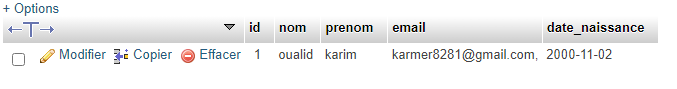 + Options
←T→ id nom prenom email date_naissance
Modifier Copier Effacer 1 oualid karim karmer8281@gmail.com, 2000-11-02